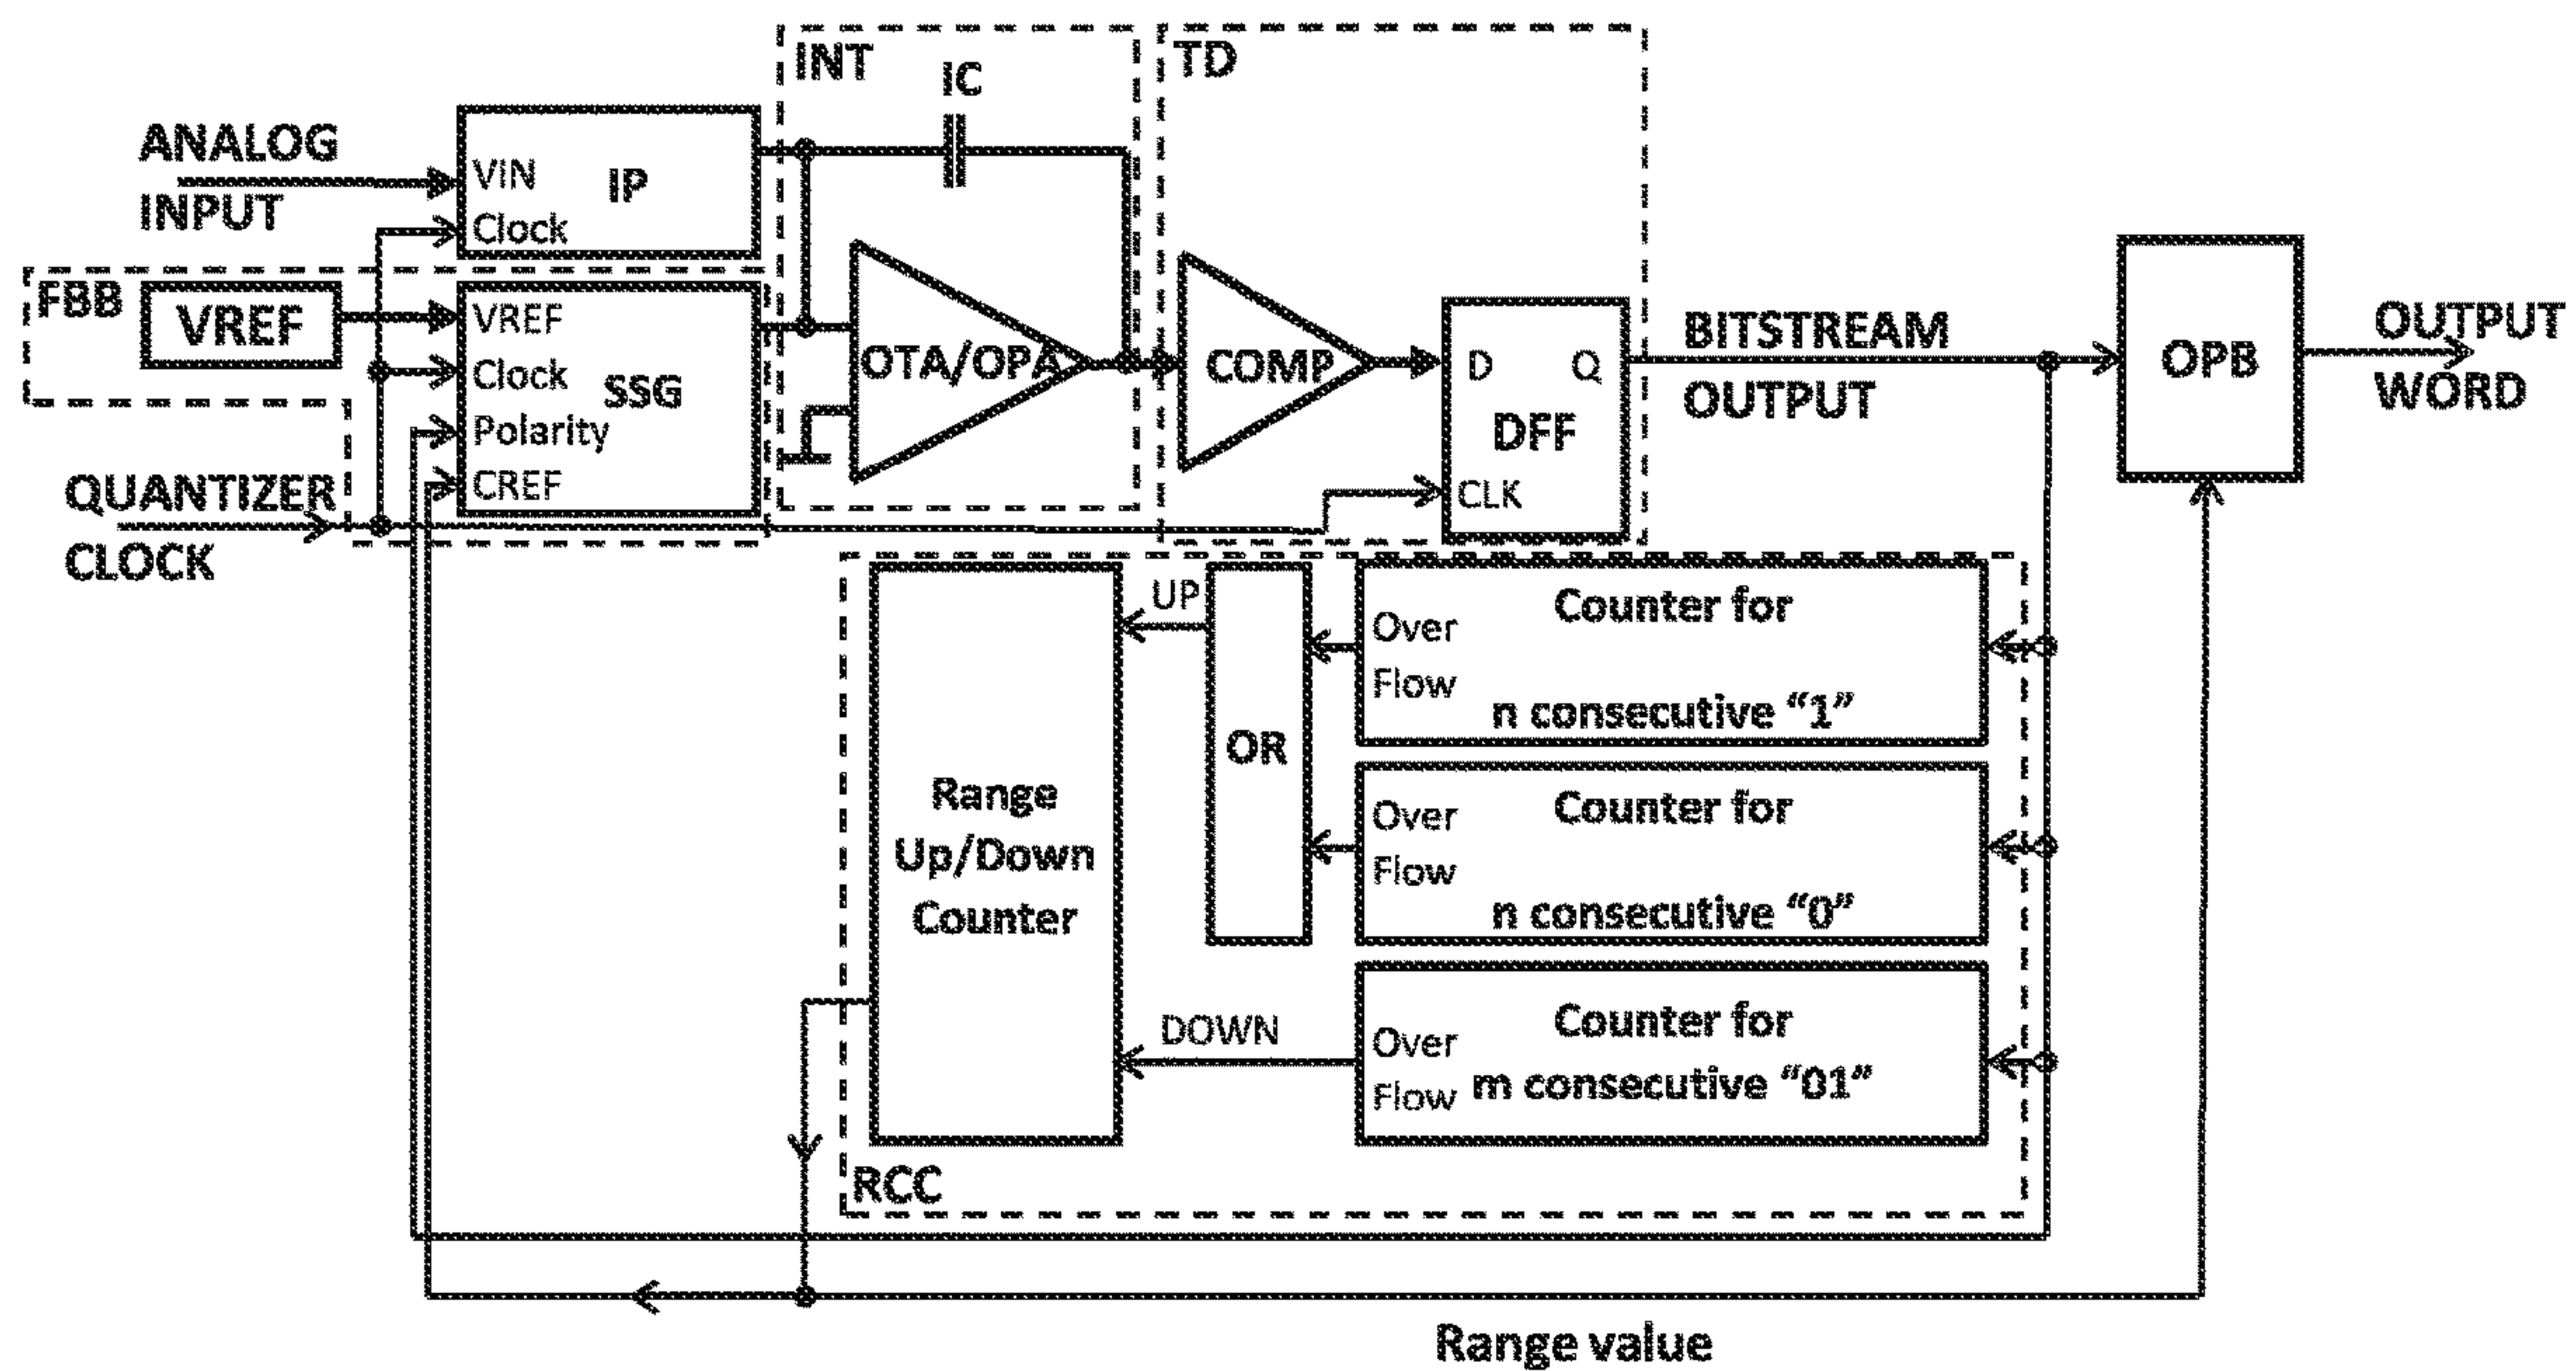 INT
IC
TD
ANALOG
INPUT
VIN
IP
Clock
FBB
VREF
VREF
Clock
SSG
Polarity
CREF
OTA/OPA
COMP
D
Q
DFF
CLK
BITSTREAM
OUTPUT
OPB
OUTPUT
WORD
QUANTIZER
CLOCK
UP
OR
Over
Flow
Counter for
n consecutive “1”
Range
Up/Down
Counter
Over
Flow
Counter for
n consecutive “0”
DOWN
Over
Flow
Counter for
m consecutive “01”
RCC
Range value